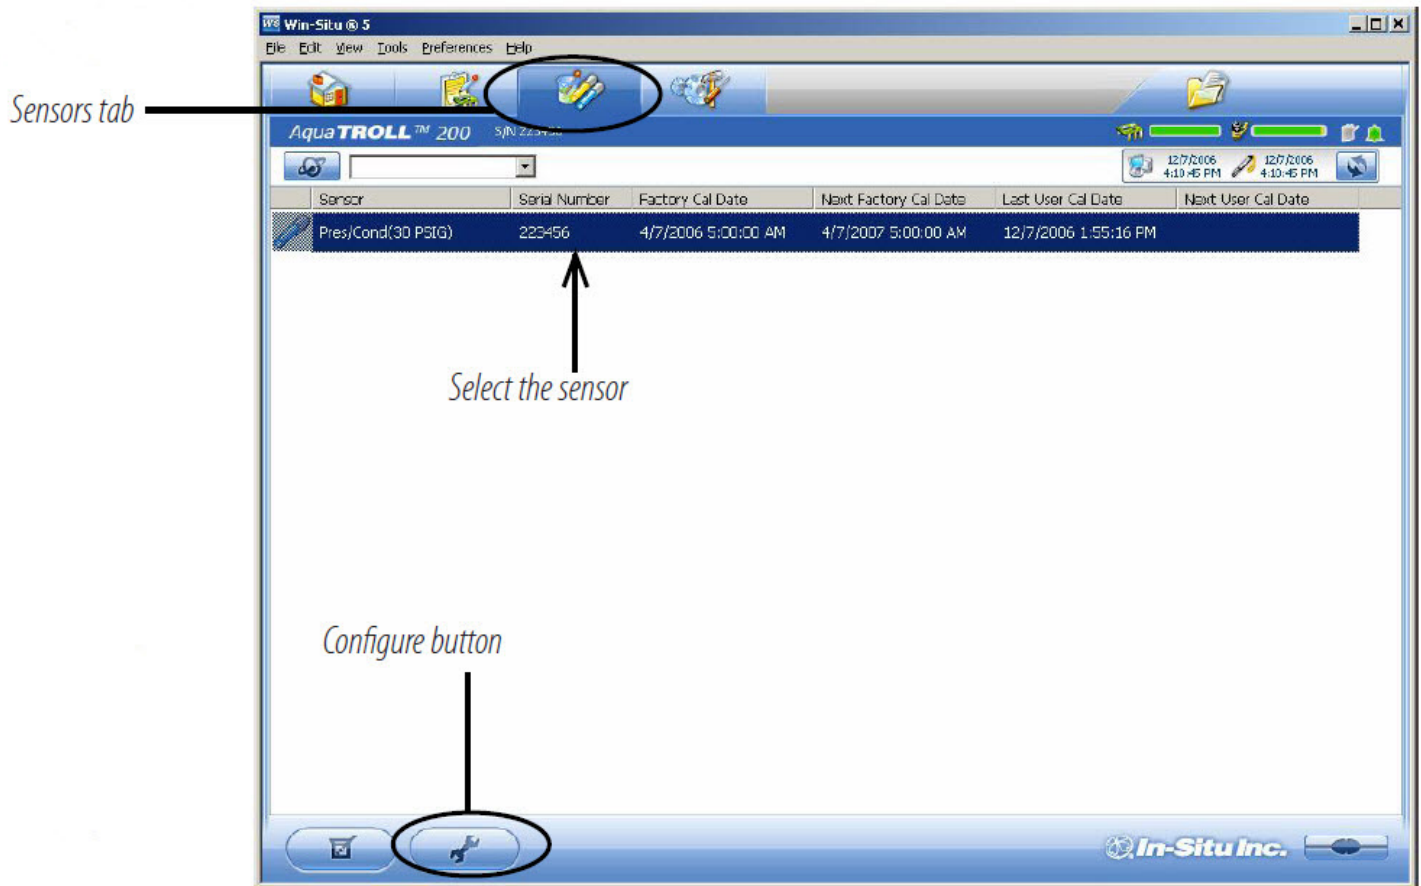 Win-Situ ® 5
File Edit View Tools Preferences Help
Sensors tab
AquaTROLL™ 200 S/N 223456
12/7/2006 4:10:45 PM 12/7/2006 4:10:45 PM
Sensor Serial Number Factory Cal Date Next Factory Cal Date Last User Cal Date Next User Cal Date
Pres/Cond(30 PSIG) 223456 4/7/2006 5:00:00 AM 4/7/2007 5:00:00 AM 12/7/2006 1:55:16 PM
Select the sensor
Configure button
In-Situ Inc.